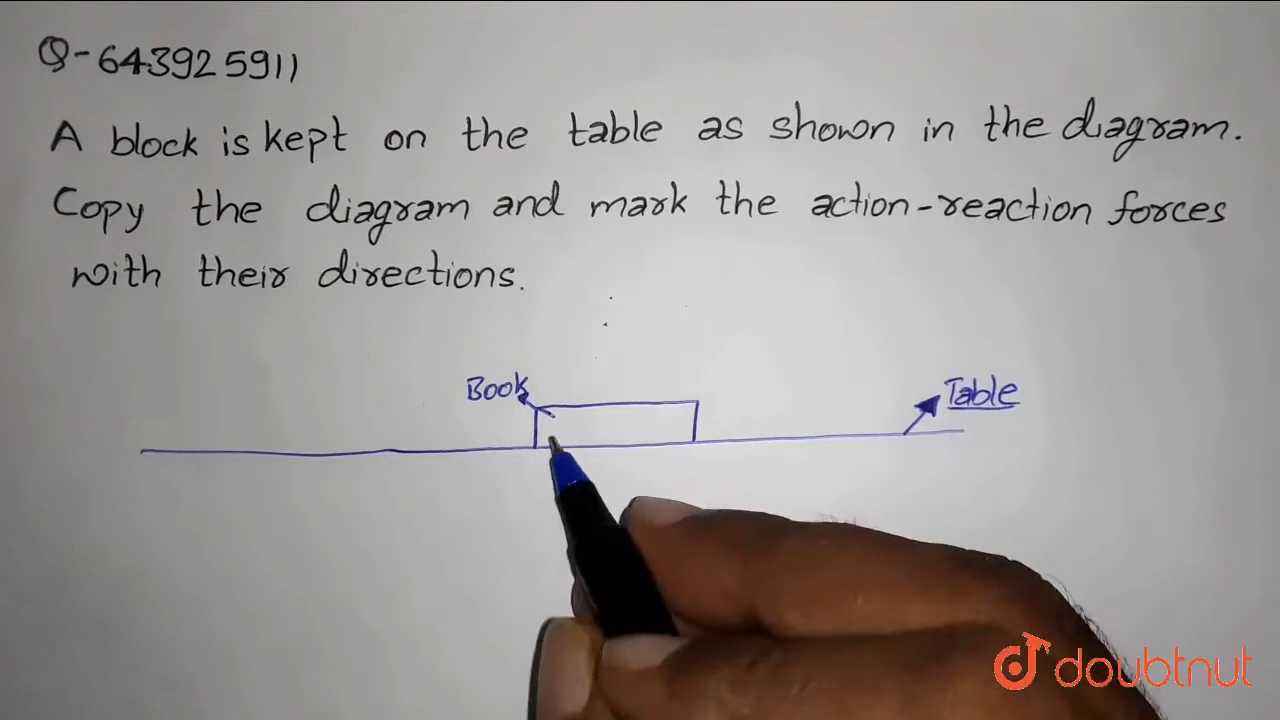 Q-643925911
A block is kept on the table as shown in the diagram.
Copy the diagram and mark the action-reaction forces
with their directions.
Book
Table
doubtnut